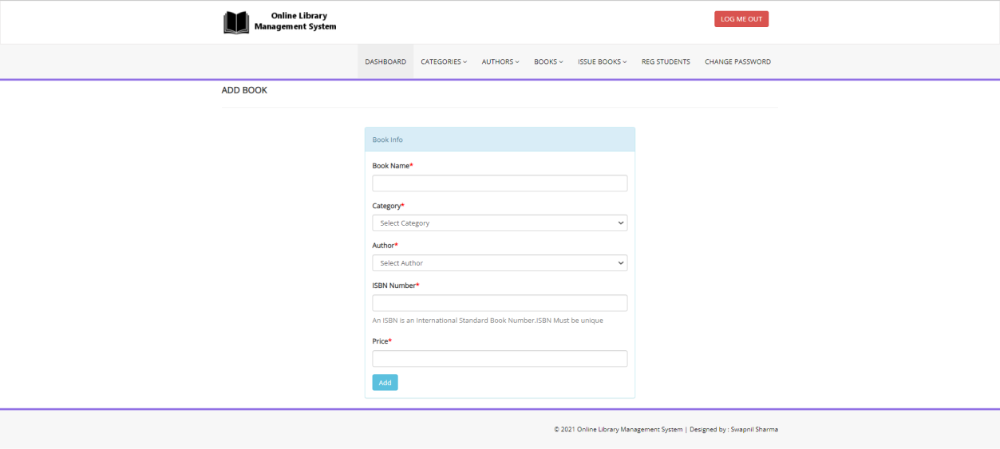 Online Library
Management System
LOG ME OUT
DASHBOARD CATEGORIES AUTHORS BOOKS ISSUE BOOKS REG STUDENTS CHANGE PASSWORD
ADD BOOK
Book Info
Book Name*
Category*
Select Category
Author*
Select Author
ISBN Number*
An ISBN is an International Standard Book Number.ISBN Must be unique
Price*
Add
© 2021 Online Library Management System | Designed by : Swapnil Sharma